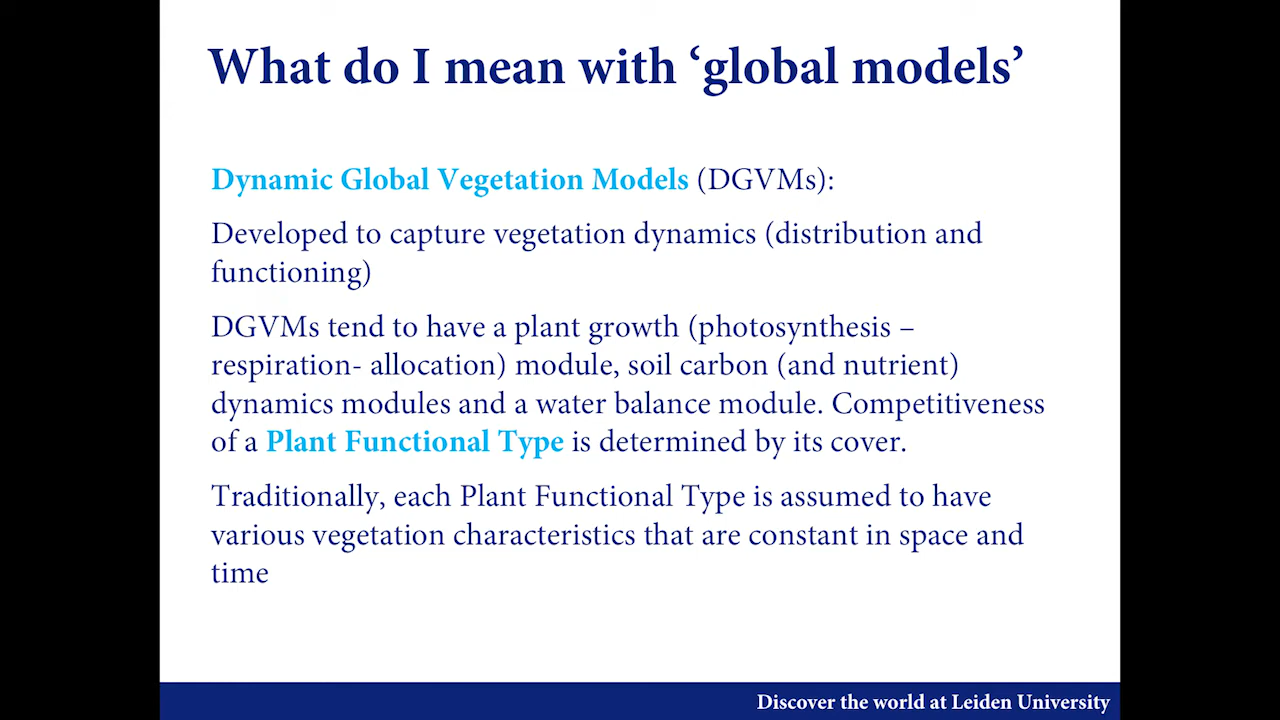 What do I mean with ‘global models’
Dynamic Global Vegetation Models (DGVMs):
Developed to capture vegetation dynamics (distribution and
functioning)
DGVMs tend to have a plant growth (photosynthesis –
respiration- allocation) module, soil carbon (and nutrient)
dynamics modules and a water balance module. Competitiveness
of a Plant Functional Type is determined by its cover.
Traditionally, each Plant Functional Type is assumed to have
various vegetation characteristics that are constant in space and
time
Discover the world at Leiden University